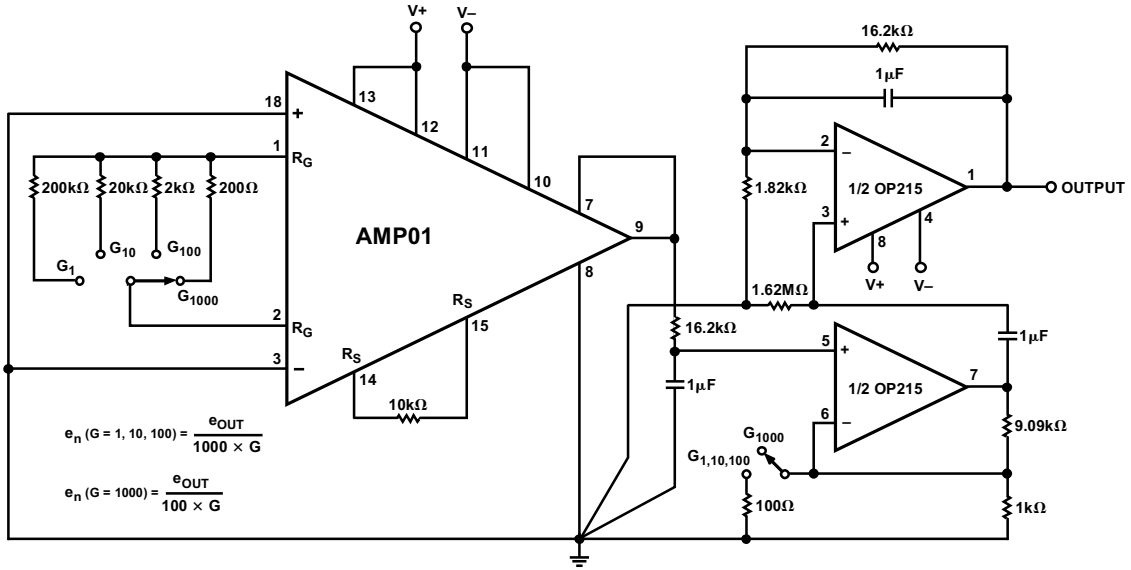 V+
V–
16.2kΩ
1μF
18
+
13
12
11
10
1
R_G
200kΩ
20kΩ
2kΩ
200Ω
1.82kΩ
2
–
1/2 OP215
1
OUTPUT
3
+
4
8
V+
V–
7
AMP01
9
8
G_10
G_100
G_1
G_1000
2
R_G
R_S
15
1.62MΩ
16.2kΩ
1μF
3
–
R_S
14
10kΩ
1μF
5
+
1/2 OP215
7
6
–
9.09kΩ
G_1000
G_1,10,100
100Ω
1kΩ
e_n (G = 1, 10, 100) = e_OUT / 1000 × G
e_n (G = 1000) = e_OUT / 100 × G